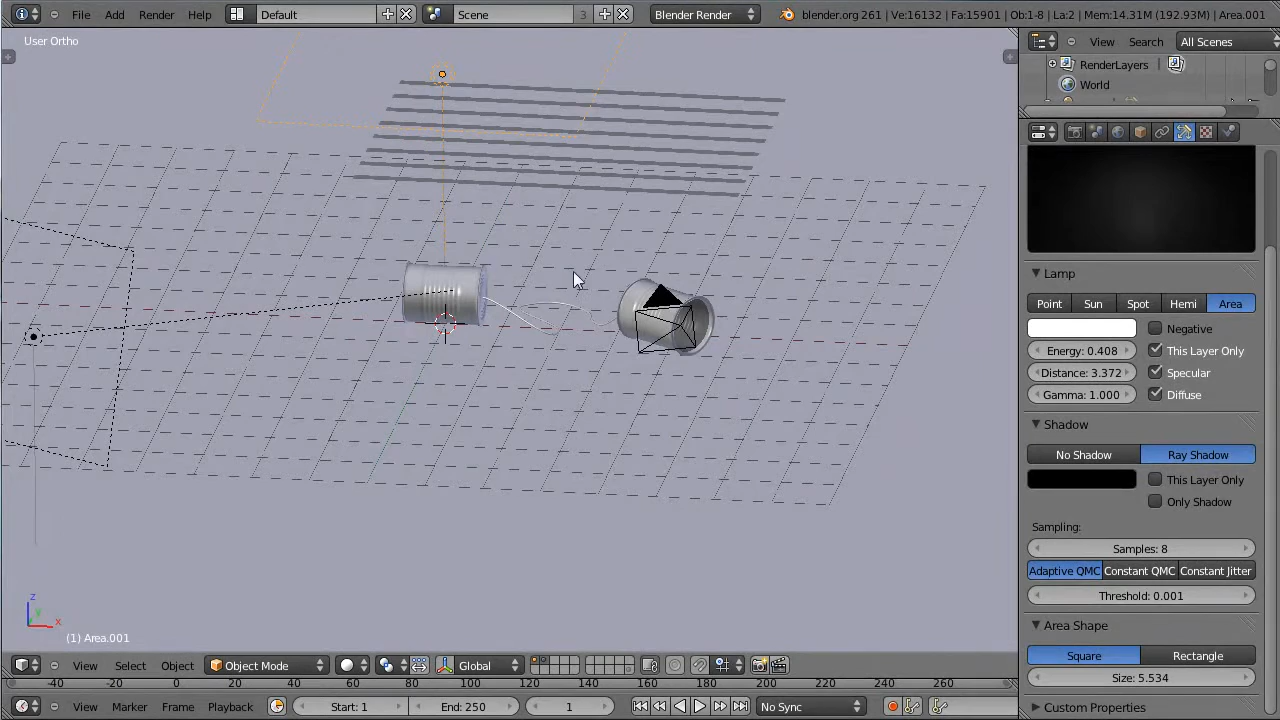 File Add Render Help Default Scene 3 Blender Render blender.org 261 | Ve:16132 | Fa:15901 | Ob:1-8 | La:2 | Mem:14.31M (192.93M) | Area.001
User Ortho
View Search All Scenes
RenderLayers
World
Lamp
Point Sun Spot Hemi Area
Negative
Energy: 0.408 This Layer Only
Distance: 3.372 Specular
Gamma: 1.000 Diffuse
Shadow
No Shadow Ray Shadow
This Layer Only
Only Shadow
Sampling:
Samples: 8
Adaptive QMC Constant QMC Constant Jitter
Threshold: 0.001
Area Shape
Square Rectangle
Size: 5.534
Custom Properties
z
y
x
(1) Area.001
View Select Object Object Mode Global
-40 -20 0 20 40 60 80 100 120 140 160 180 200 220 240 260
View Marker Frame Playback Start: 1 End: 250 1 No Sync